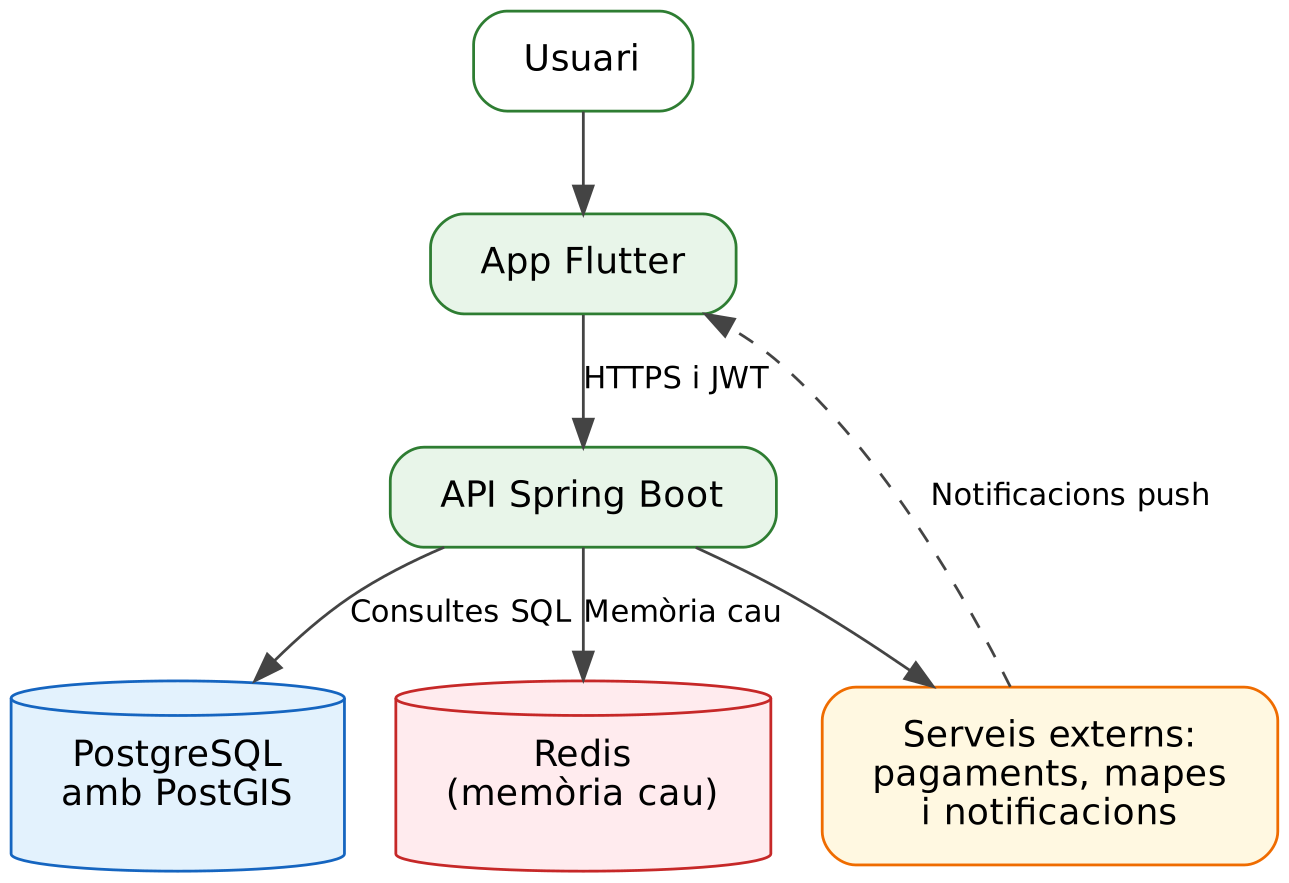 Usuari
App Flutter
HTTPS i JWT
API Spring Boot
Notificacions push
Consultes SQL
Memòria cau
PostgreSQL
amb PostGIS
Redis
(memòria cau)
Serveis externs:
pagaments, mapes
i notificacions